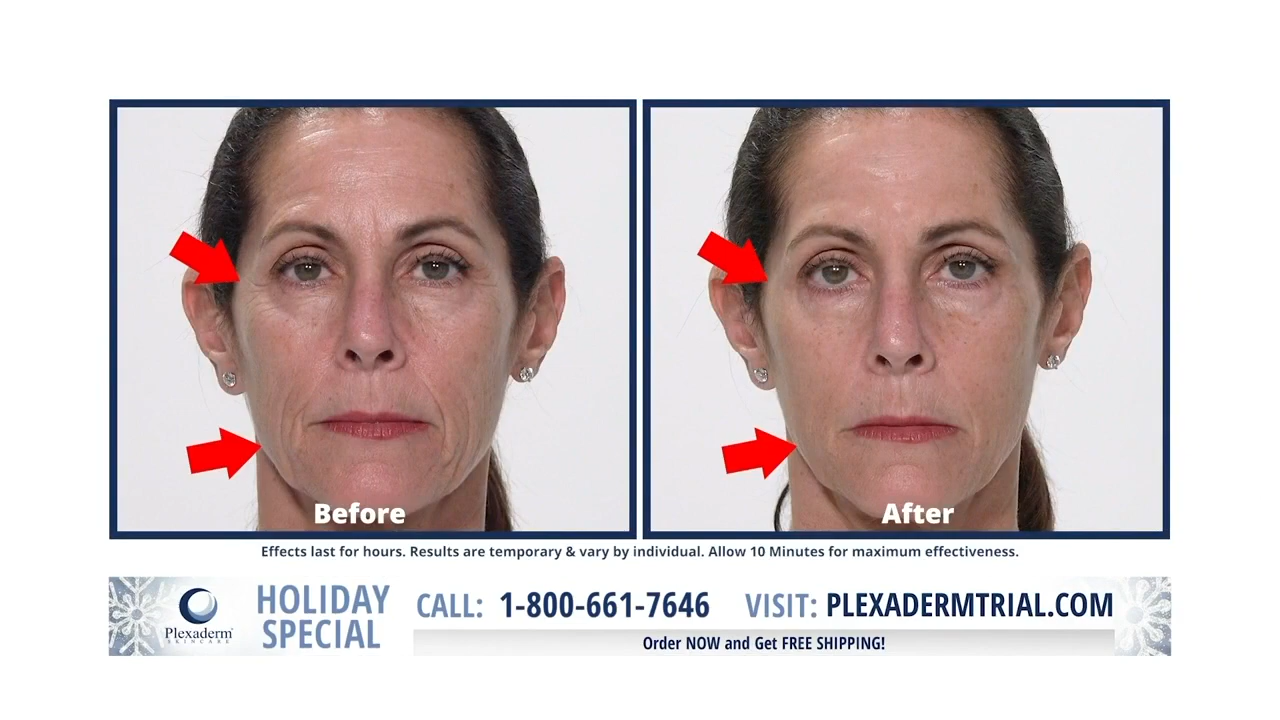 Before
After
Effects last for hours. Results are temporary & vary by individual. Allow 10 Minutes for maximum effectiveness.
Plexaderm
SKINCARE
HOLIDAY
SPECIAL
CALL: 1-800-661-7646
VISIT: PLEXADERMTRIAL.COM
Order NOW and Get FREE SHIPPING!